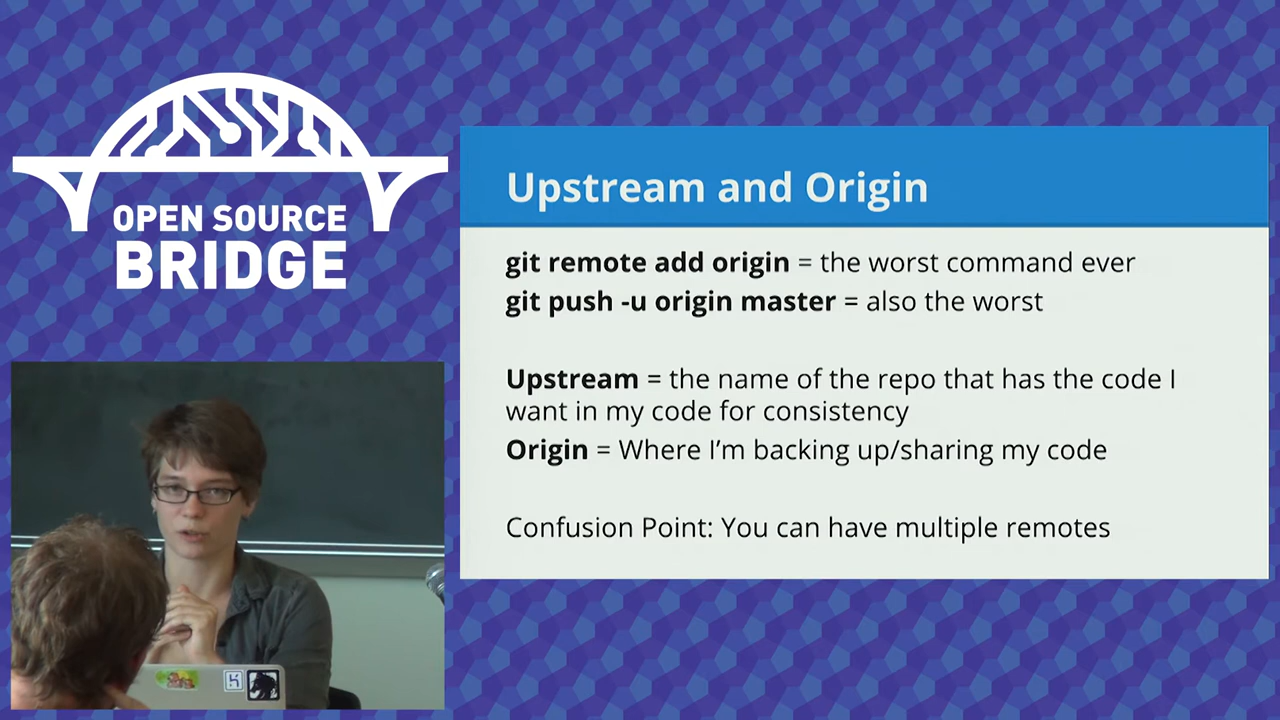 OPEN SOURCE
BRIDGE
Upstream and Origin
git remote add origin = the worst command ever
git push -u origin master = also the worst
Upstream = the name of the repo that has the code I
want in my code for consistency
Origin = Where I’m backing up/sharing my code
Confusion Point: You can have multiple remotes